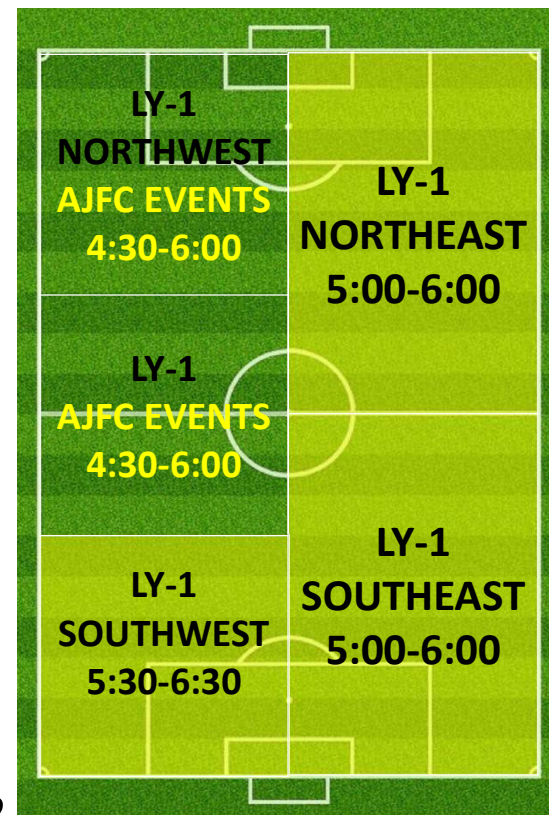 LY-1
NORTHWEST
AJFC EVENTS
4:30-6:00
LY-1
NORTHEAST
5:00-6:00
LY-1
AJFC EVENTS
4:30-6:00
LY-1
SOUTHWEST
5:30-6:30
LY-1
SOUTHEAST
5:00-6:00